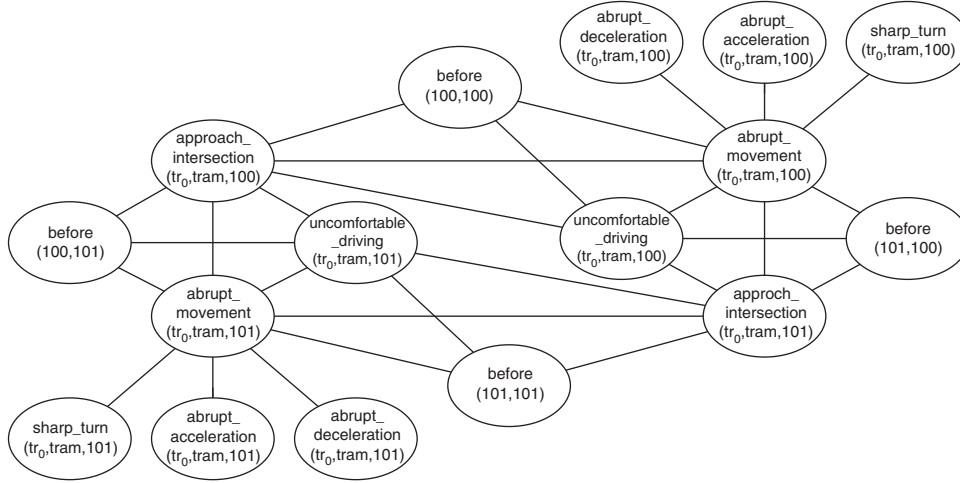 abrupt_
deceleration
(tr₀,tram,100)
abrupt_
acceleration
(tr₀,tram,100)
sharp_turn
(tr₀,tram,100)
before
(100,100)
approach_
intersection
(tr₀,tram,100)
abrupt_
movement
(tr₀,tram,100)
before
(100,101)
uncomfortable
_driving
(tr₀,tram,101)
uncomfortable
_driving
(tr₀,tram,100)
before
(101,100)
abrupt_
movement
(tr₀,tram,101)
approch_
intersection
(tr₀,tram,101)
before
(101,101)
sharp_turn
(tr₀,tram,101)
abrupt_
acceleration
(tr₀,tram,101)
abrupt_
deceleration
(tr₀,tram,101)